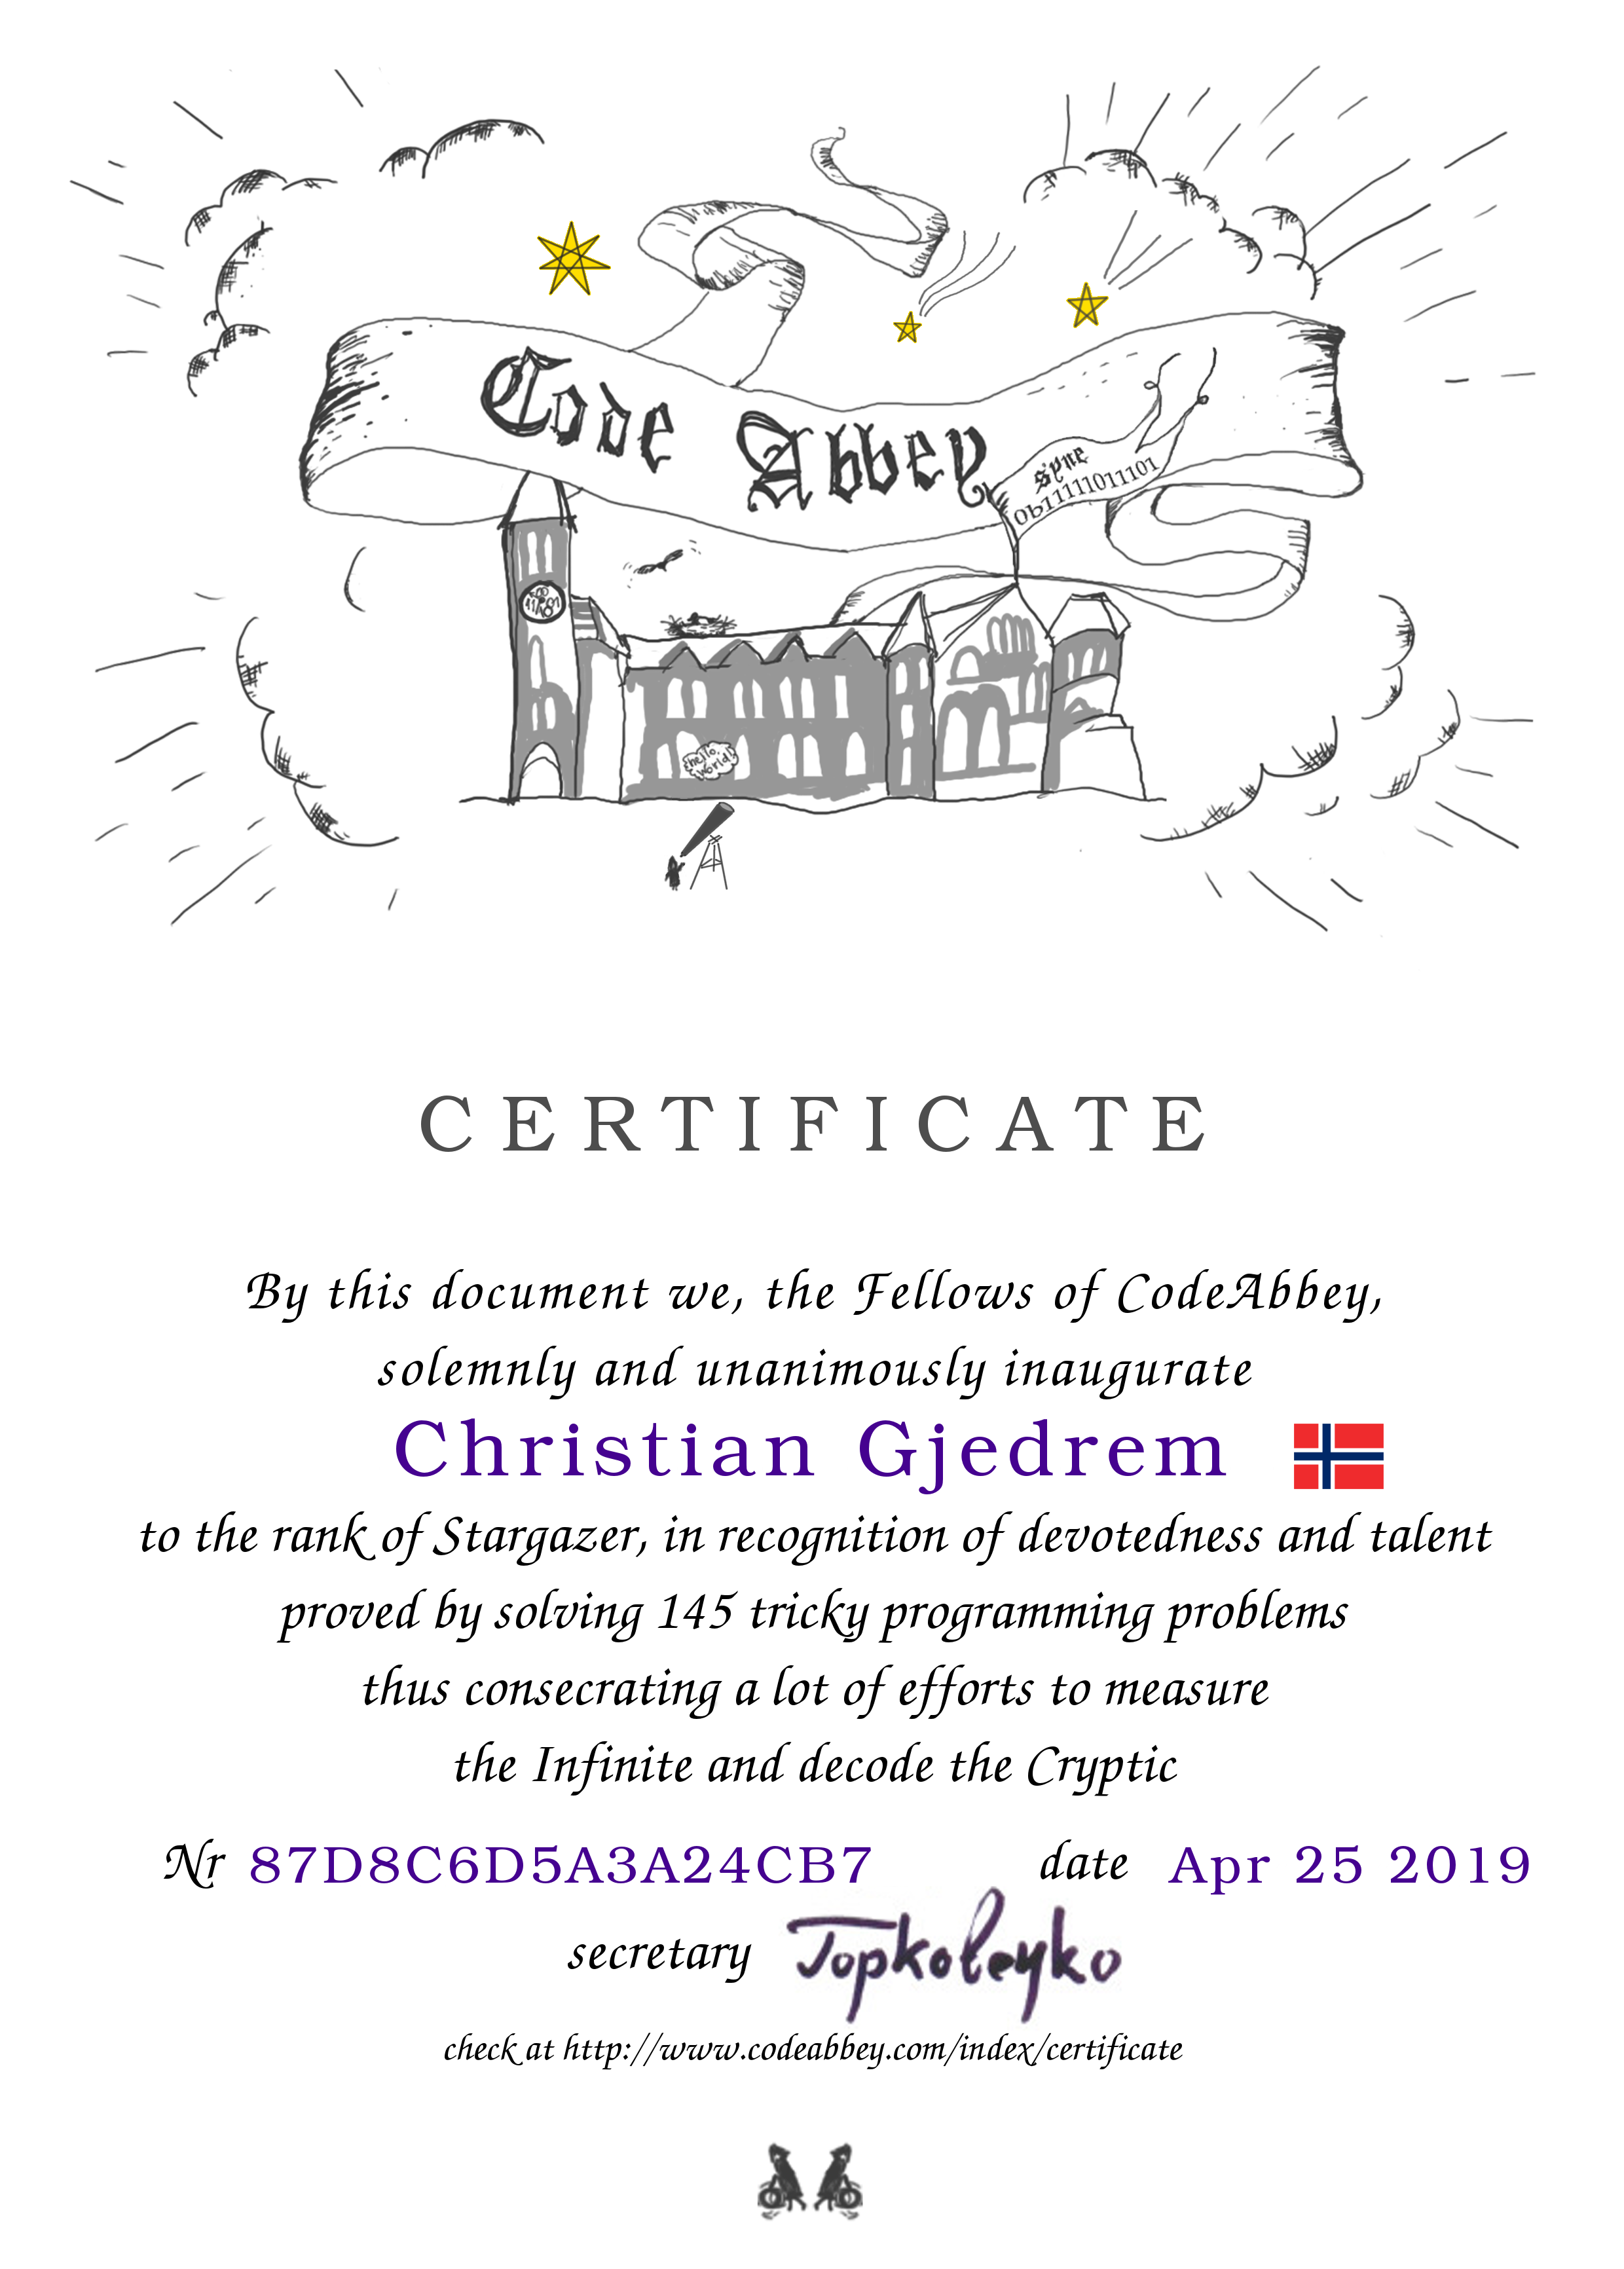 Code Abbey
syne
0b11111011101
hello,
world!
CERTIFICATE
By this document we, the Fellows of CodeAbbey,
solemnly and unanimously inaugurate
Christian Gjedrem
to the rank of Stargazer, in recognition of devotedness and talent
proved by solving 145 tricky programming problems
thus consecrating a lot of efforts to measure
the Infinite and decode the Cryptic
Nr 87D8C6D5A3A24CB7 date Apr 25 2019
secretary
check at http://www.codeabbey.com/index/certificate